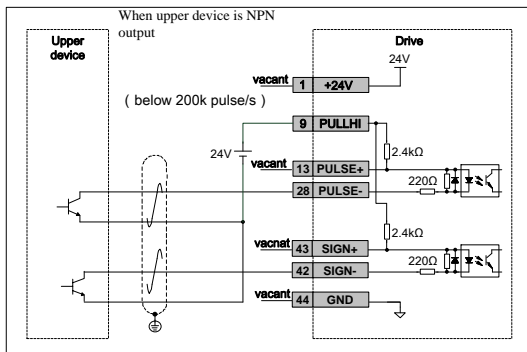 When upper device is NPN
output
Upper
device
Drive
24V
vacant
1 +24V
( below 200k pulse/s )
9 PULLHI
24V
2.4kΩ
vacant
13 PULSE+
28 PULSE-
220Ω
2.4kΩ
vacnat
43 SIGN+
42 SIGN-
220Ω
vacant
44 GND